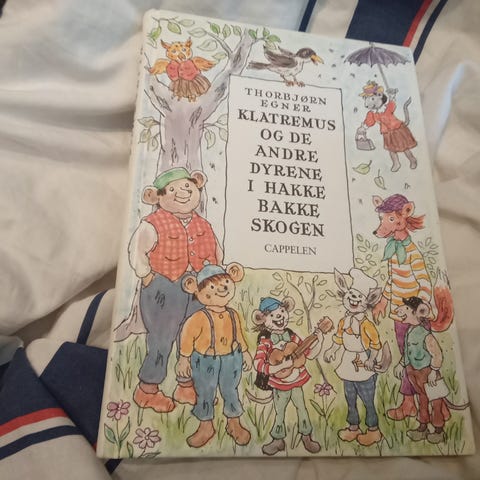 THORBJØRN
EGNER
KLATREMUS
OG DE
ANDRE
DYRENE
I HAKKE
BAKKE
SKOGEN
CAPPELEN